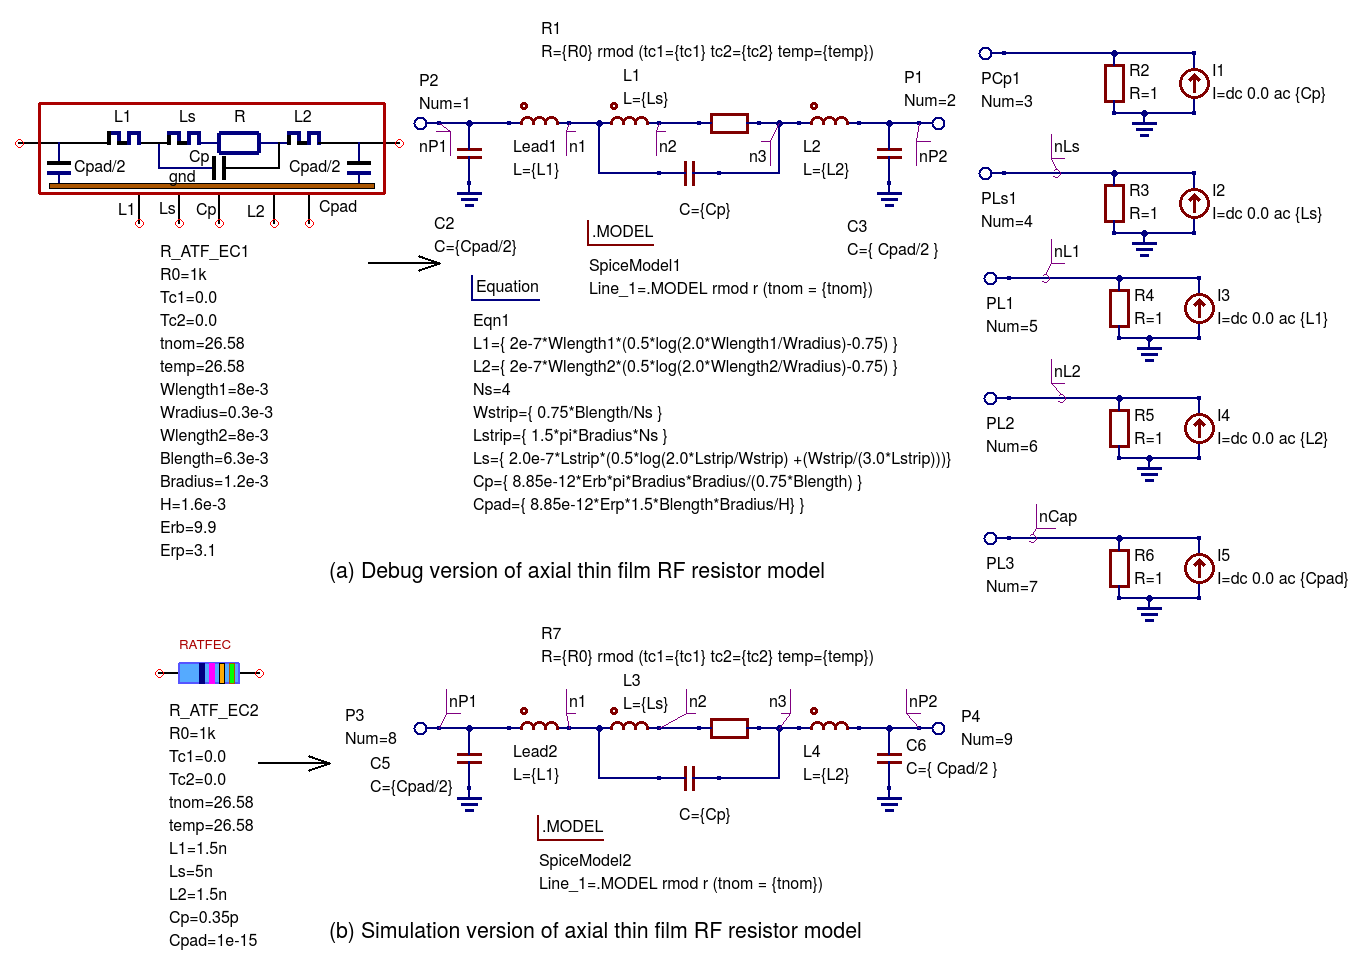 R1
R={R0} rmod (tc1={tc1} tc2={tc2} temp={temp})
L1
L={Ls}
P2
Num=1
P1
Num=2
nP1
Lead1
L={L1}
n1
n2
n3
L2
L={L2}
nP2
C={Cp}
C2
C={Cpad/2}
C3
C={ Cpad/2 }
.MODEL
SpiceModel1
Line_1=.MODEL rmod r (tnom = {tnom})
L1
Ls
R
L2
Cpad/2
Cp
gnd
Cpad/2
L1
Ls
Cp
L2
Cpad
R_ATF_EC1
R0=1k
Tc1=0.0
Tc2=0.0
tnom=26.58
temp=26.58
Wlength1=8e-3
Wradius=0.3e-3
Wlength2=8e-3
Blength=6.3e-3
Bradius=1.2e-3
H=1.6e-3
Erb=9.9
Erp=3.1
Equation
Eqn1
L1={ 2e-7*Wlength1*(0.5*log(2.0*Wlength1/Wradius)-0.75) }
L2={ 2e-7*Wlength2*(0.5*log(2.0*Wlength2/Wradius)-0.75) }
Ns=4
Wstrip={ 0.75*Blength/Ns }
Lstrip={ 1.5*pi*Bradius*Ns }
Ls={ 2.0e-7*Lstrip*(0.5*log(2.0*Lstrip/Wstrip) +(Wstrip/(3.0*Lstrip)))}
Cp={ 8.85e-12*Erb*pi*Bradius*Bradius/(0.75*Blength) }
Cpad={ 8.85e-12*Erp*1.5*Blength*Bradius/H} }
(a) Debug version of axial thin film RF resistor model
PCp1
Num=3
R2
R=1
I1
I=dc 0.0 ac {Cp}
nLs
PLs1
Num=4
R3
R=1
I2
I=dc 0.0 ac {Ls}
nL1
PL1
Num=5
R4
R=1
I3
I=dc 0.0 ac {L1}
nL2
PL2
Num=6
R5
R=1
I4
I=dc 0.0 ac {L2}
nCap
PL3
Num=7
R6
R=1
I5
I=dc 0.0 ac {Cpad}
RATFEC
R_ATF_EC2
R0=1k
Tc1=0.0
Tc2=0.0
tnom=26.58
temp=26.58
L1=1.5n
Ls=5n
L2=1.5n
Cp=0.35p
Cpad=1e-15
R7
R={R0} rmod (tc1={tc1} tc2={tc2} temp={temp})
L3
L={Ls}
nP1
n1
n2
n3
nP2
P3
Num=8
P4
Num=9
C5
C={Cpad/2}
Lead2
L={L1}
L4
L={L2}
C6
C={ Cpad/2 }
C={Cp}
.MODEL
SpiceModel2
Line_1=.MODEL rmod r (tnom = {tnom})
(b) Simulation version of axial thin film RF resistor model